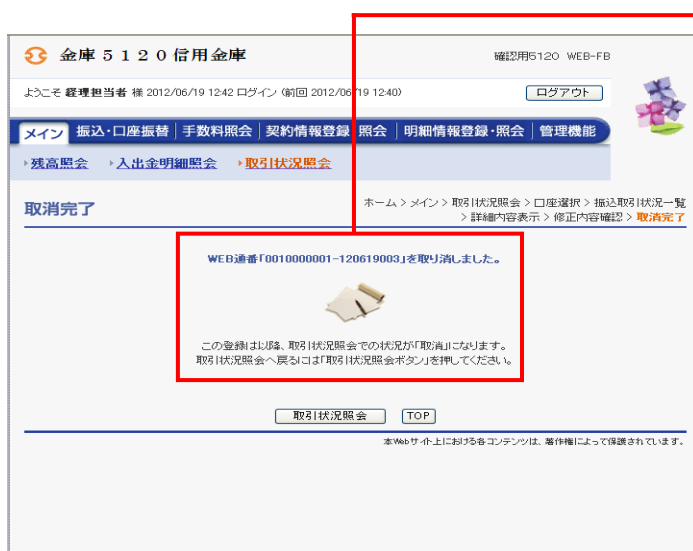 金庫5120信用金庫
確認用5120 WEB-FB
ようこそ 経理担当者 様 2012/06/19 12:42 ログイン (前回 2012/06/19 12:40)
ログアウト
メイン 振込・口座振替 手数料照会 契約情報登録 照会 明細情報登録・照会 管理機能
残高照会 入出金明細照会 取引状況照会
取消完了
ホーム > メイン > 取引状況照会 > 口座選択 > 振込取引状況一覧
> 詳細内容表示 > 修正内容確認 > 取消完了
WEB通番「0010000001-120619003」を取り消しました。
この登録は以降、取引状況照会での状況が「取消」になります。
取引状況照会へ戻るには「取引状況照会ボタン」を押してください。
取引状況照会 TOP
本Webサイト上における各コンテンツは、著作権によって保護されています。